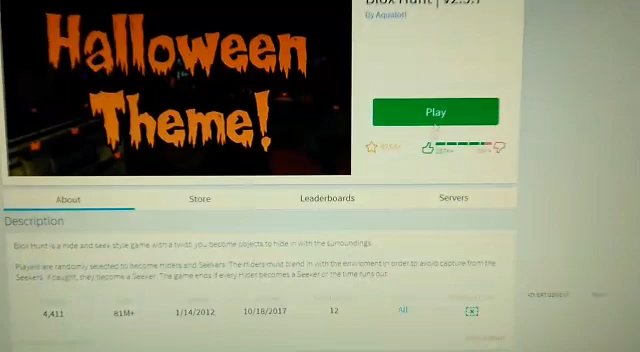 Halloween
Theme!
Blox Hunt | v2.5.7
By Aqualotl
Play
About
Store
Leaderboards
Servers
Description
Blox Hunt is a hide and seek style game with a twist: you become objects to hide in with the surroundings.
Players are randomly selected to become Hiders and Seekers. The Hiders must blend in with the enviroment in order to avoid capture from the
Seekers. If caught, they become a Seeker. The game ends if every Hider becomes a Seeker or the time runs out.
4,411
81M+
1/14/2012
10/18/2017
12
All
ADVERTISEMENT